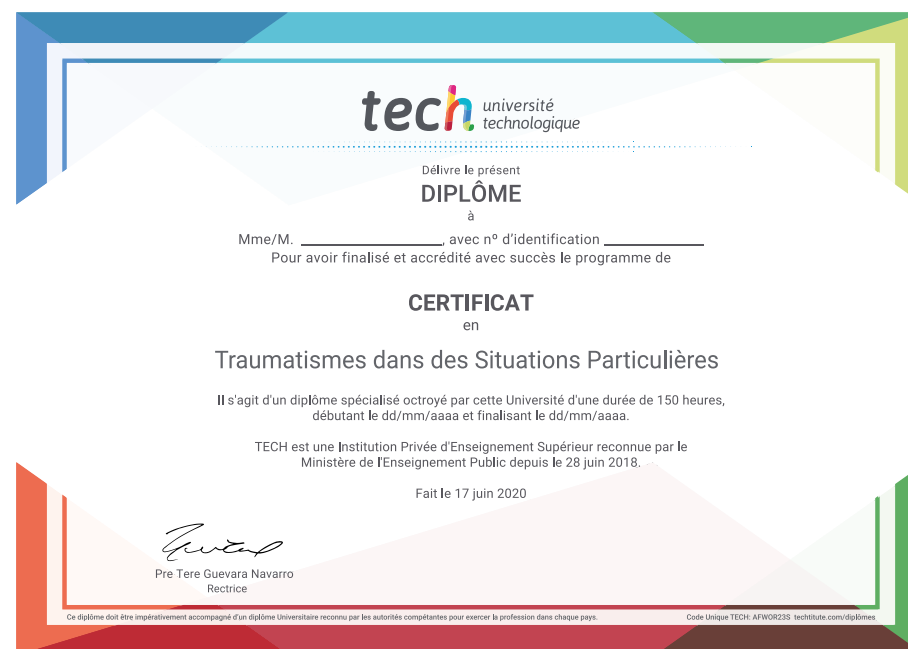 tech université
technologique
Délivre le présent
DIPLÔME
à
Mme/M. ____________________, avec nº d'identification ______________
Pour avoir finalisé et accrédité avec succès le programme de
CERTIFICAT
en
Traumatismes dans des Situations Particulières
Il s'agit d'un diplôme spécialisé octroyé par cette Université d'une durée de 150 heures,
débutant le dd/mm/aaaa et finalisant le dd/mm/aaaa.
TECH est une Institution Privée d'Enseignement Supérieur reconnue par le
Ministère de l'Enseignement Public depuis le 28 juin 2018.
Fait le 17 juin 2020
Pre Tere Guevara Navarro
Rectrice
Ce diplôme doit être impérativement accompagné d'un diplôme Universitaire reconnu par les autorités compétantes pour exercer la profession dans chaque pays. Code Unique TECH: AFWOR23S techtitute.com/diplômes